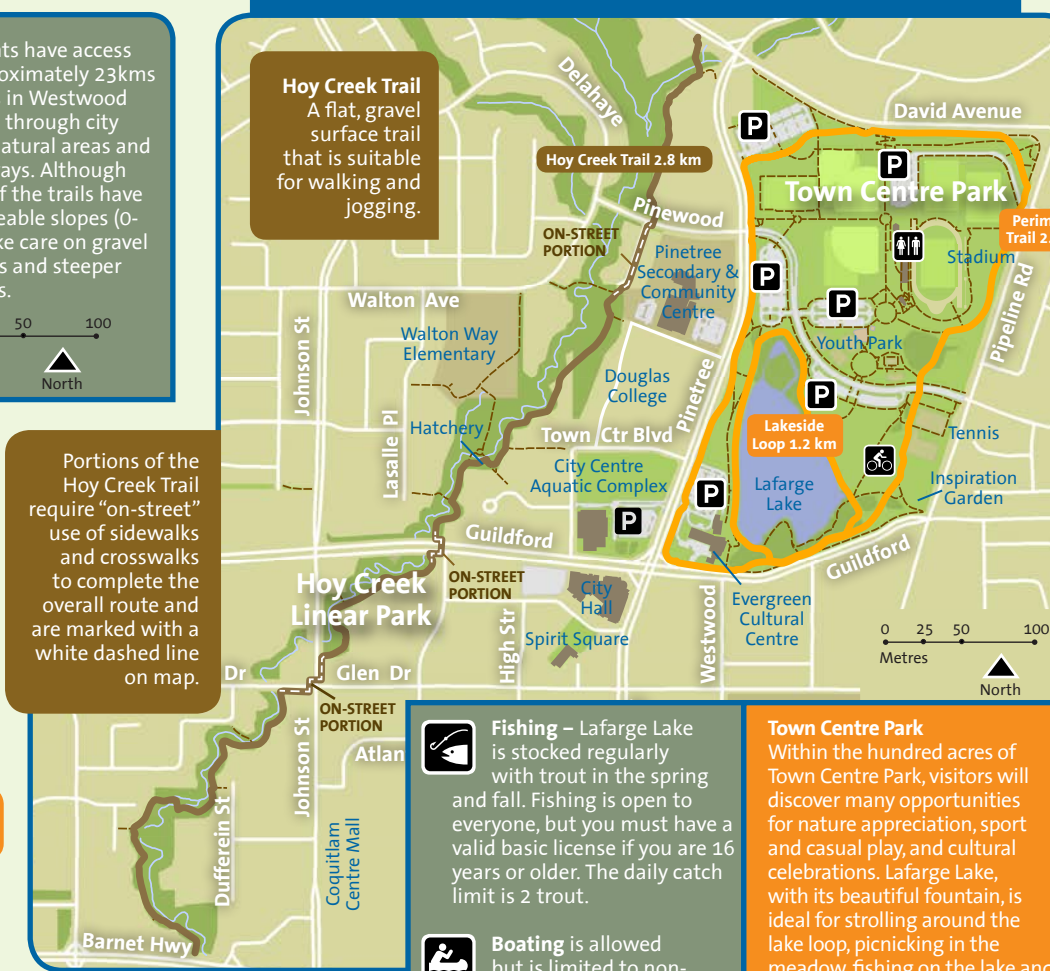 ts have access
oximately 23kms
in Westwood
through city
atural areas and
ays. Although
f the trails have
eable slopes (0-
ke care on gravel
s and steeper
s.
50 100
North
Hoy Creek Trail
A flat, gravel
surface trail
that is suitable
for walking and
jogging.
Portions of the
Hoy Creek Trail
require “on-street”
use of sidewalks
and crosswalks
to complete the
overall route and
are marked with a
white dashed line
on map.
Delahaye
Hoy Creek Trail 2.8 km
Pinewood
ON-STREET
PORTION
Pinetree
Secondary &
Community
Centre
Walton Ave
Walton Way
Elementary
Johnson St
Lasalle Pl
Hatchery
Douglas
College
Pinetree
Town Ctr Blvd
City Centre
Aquatic Complex
P
Guildford
Hoy Creek
Linear Park
ON-STREET
PORTION
City
Hall
Spirit Square
High Str
Westwood
Evergreen
Cultural
Centre
Dr
Glen Dr
ON-STREET
PORTION
Johnson St
Atlan
Dufferein St
Coquitlam
Centre Mall
Barnet Hwy
David Avenue
P
P
Town Centre Park
Perim
Trail 2.
Stadium
P
P
Youth Park
Pipeline Rd
P
Lakeside
Loop 1.2 km
Tennis
Lafarge
Lake
P
Inspiration
Garden
Guildford
0 25 50 100
Metres
North
Fishing – Lafarge Lake
is stocked regularly
with trout in the spring
and fall. Fishing is open to
everyone, but you must have a
valid basic license if you are 16
years or older. The daily catch
limit is 2 trout.
Boating is allowed
but is limited to non-
Town Centre Park
Within the hundred acres of
Town Centre Park, visitors will
discover many opportunities
for nature appreciation, sport
and casual play, and cultural
celebrations. Lafarge Lake,
with its beautiful fountain, is
ideal for strolling around the
lake loop, picnicking in the
meadow, fishing on the lake and